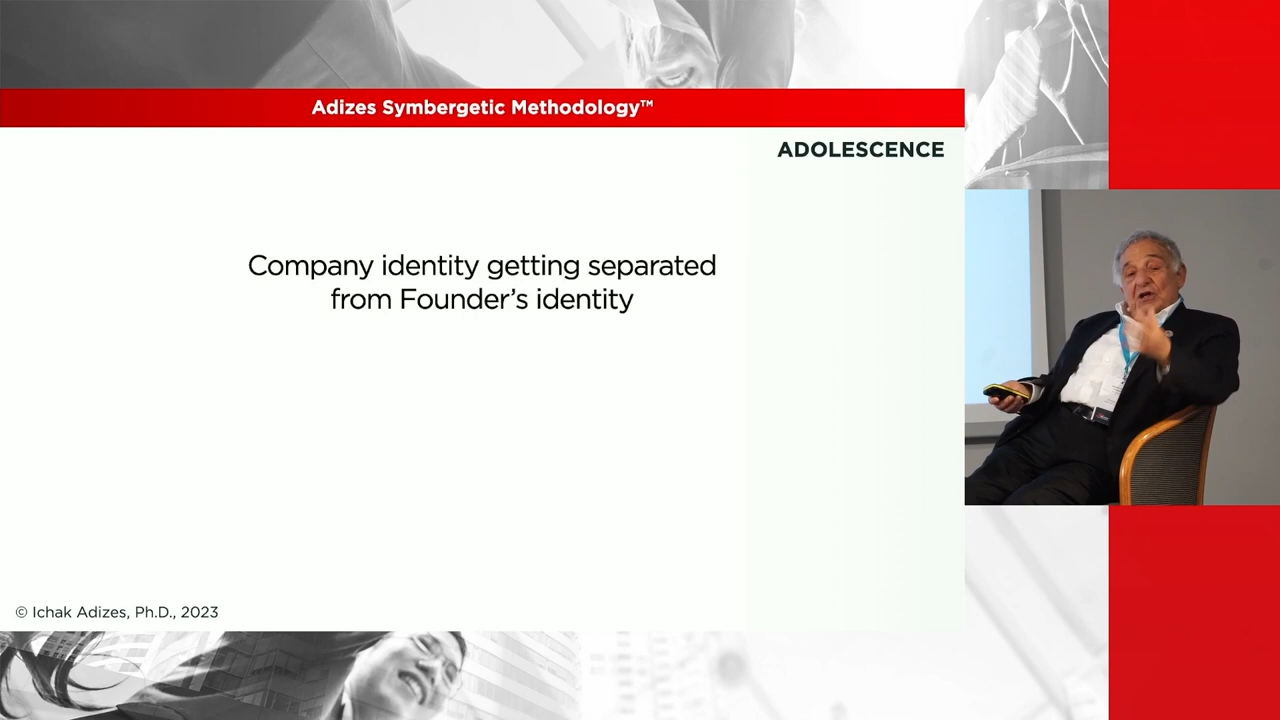 Adizes Symbergetic Methodology™
ADOLESCENCE
Company identity getting separated
from Founder’s identity
© Ichak Adizes, Ph.D., 2023